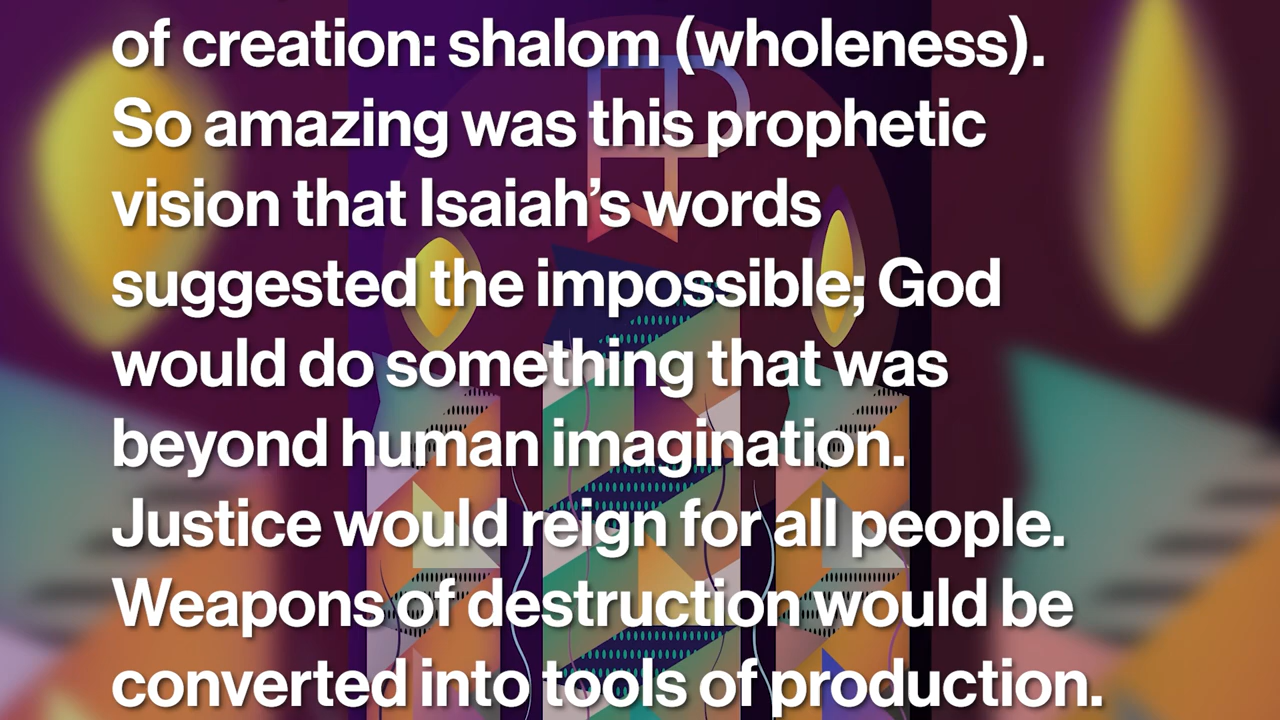 of creation: shalom (wholeness).
So amazing was this prophetic
vision that Isaiah’s words
suggested the impossible; God
would do something that was
beyond human imagination.
Justice would reign for all people.
Weapons of destruction would be
converted into tools of production.